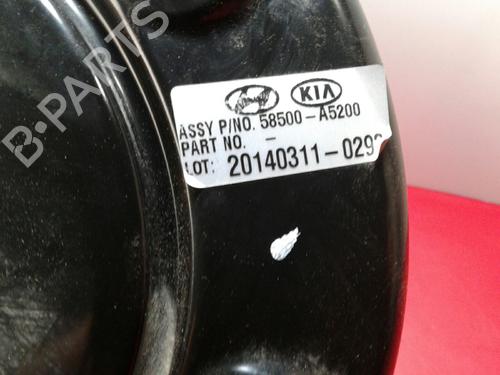 B-PARTS
KIA
ASSY P/NO. 58500-A5200
PART NO. -
LOT: 20140311-029